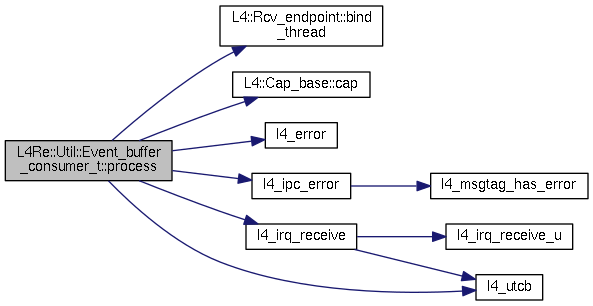 L4::Rcv_endpoint::bind
_thread
L4::Cap_base::cap
l4_error
L4Re::Util::Event_buffer
_consumer_t::process
l4_ipc_error
l4_msgtag_has_error
l4_irq_receive
l4_irq_receive_u
l4_utcb